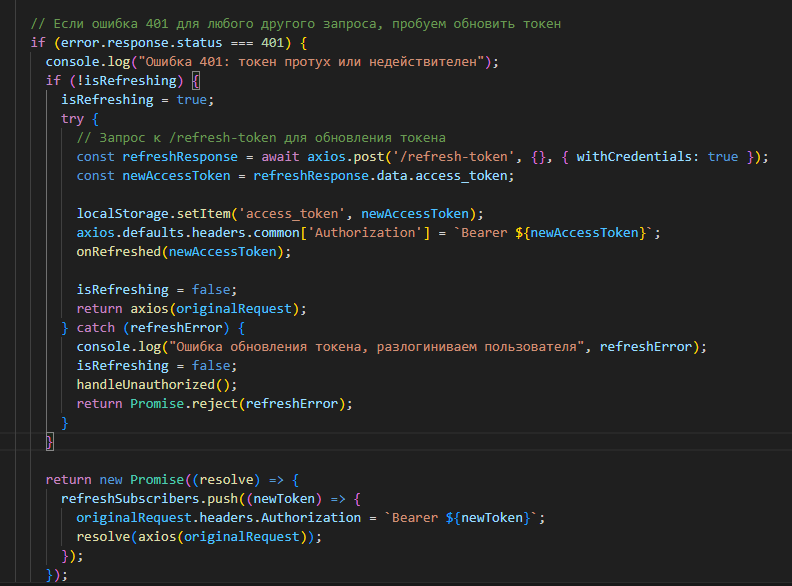 // Если ошибка 401 для любого другого запроса, пробуем обновить токен
if (error.response.status === 401) {
console.log("Ошибка 401: токен протух или недействителен");
if (!isRefreshing) {
isRefreshing = true;
try {
// Запрос к /refresh-token для обновления токена
const refreshResponse = await axios.post('/refresh-token', {}, { withCredentials: true });
const newAccessToken = refreshResponse.data.access_token;
localStorage.setItem('access_token', newAccessToken);
axios.defaults.headers.common['Authorization'] = `Bearer ${newAccessToken}`;
onRefreshed(newAccessToken);
isRefreshing = false;
return axios(originalRequest);
} catch (refreshError) {
console.log("Ошибка обновления токена, разлогиниваем пользователя", refreshError);
isRefreshing = false;
handleUnauthorized();
return Promise.reject(refreshError);
}
}
return new Promise((resolve) => {
refreshSubscribers.push((newToken) => {
originalRequest.headers.Authorization = `Bearer ${newToken}`;
resolve(axios(originalRequest));
});
});